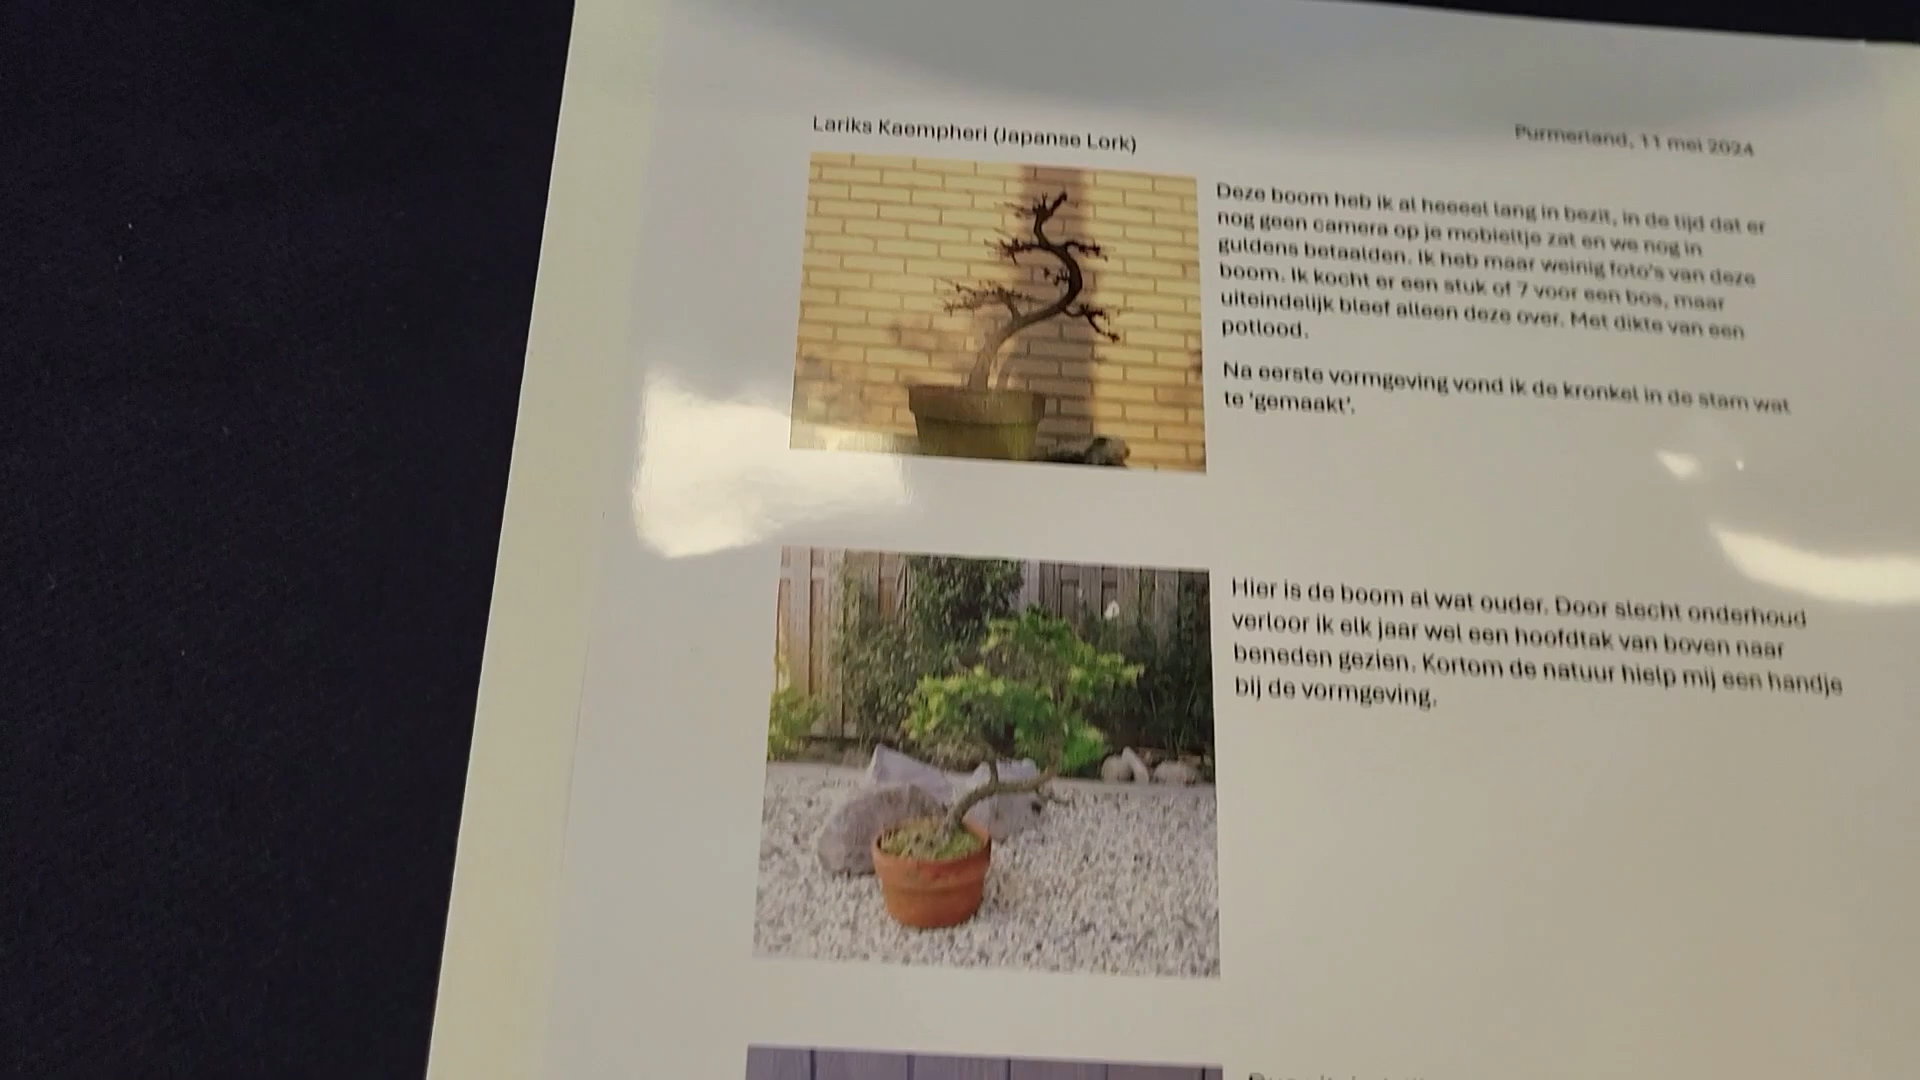 Lariks Kaempheri (Japanse Lork)
Purmerland, 11 mei 2024
Deze boom heb ik al heeeel lang in bezit, in de tijd dat er
nog geen camera op je mobieltje zat en we nog in
guldens betaalden. Ik heb maar weinig foto's van deze
boom. Ik kocht er een stuk of 7 voor een bos, maar
uiteindelijk bleef alleen deze over. Met dikte van een
potlood.
Na eerste vormgeving vond ik de kronkel in de stam wat
te 'gemaakt'.
Hier is de boom al wat ouder. Door slecht onderhoud
verloor ik elk jaar wel een hoofdtak van boven naar
beneden gezien. Kortom de natuur hielp mij een handje
bij de vormgeving.